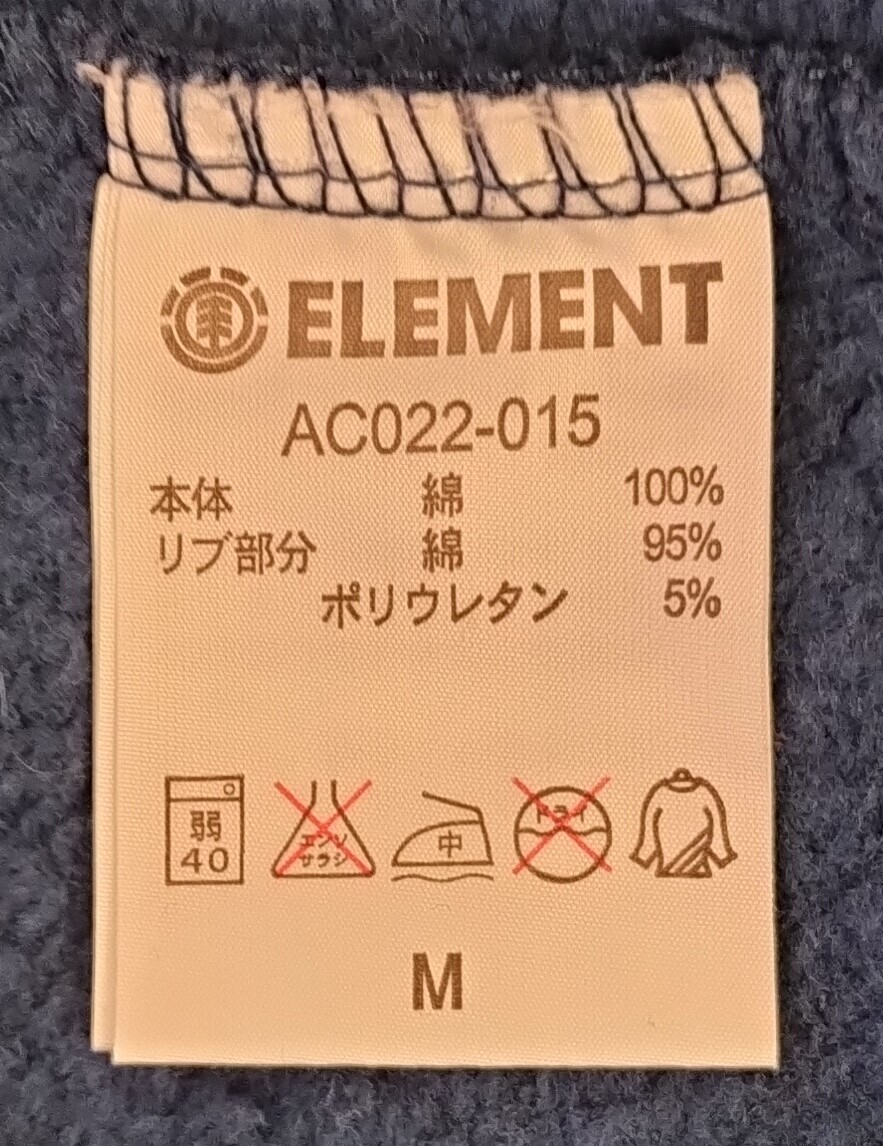 ELEMENT
AC022-015
本体 綿 100%
リブ部分 綿 95%
ポリウレタン 5%
弱 40
エンソ サラシ
中
ドライ
M